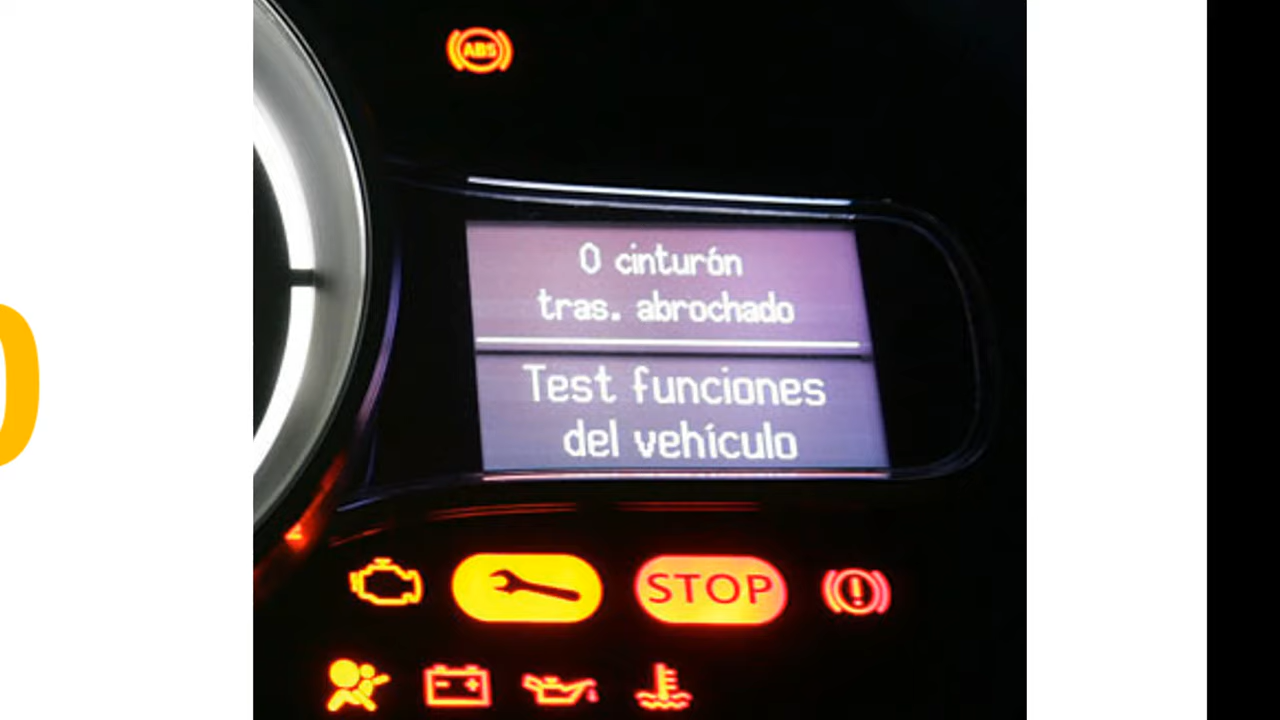 ABS
0 cinturón
tras. abrochado
Test funciones
del vehículo
STOP